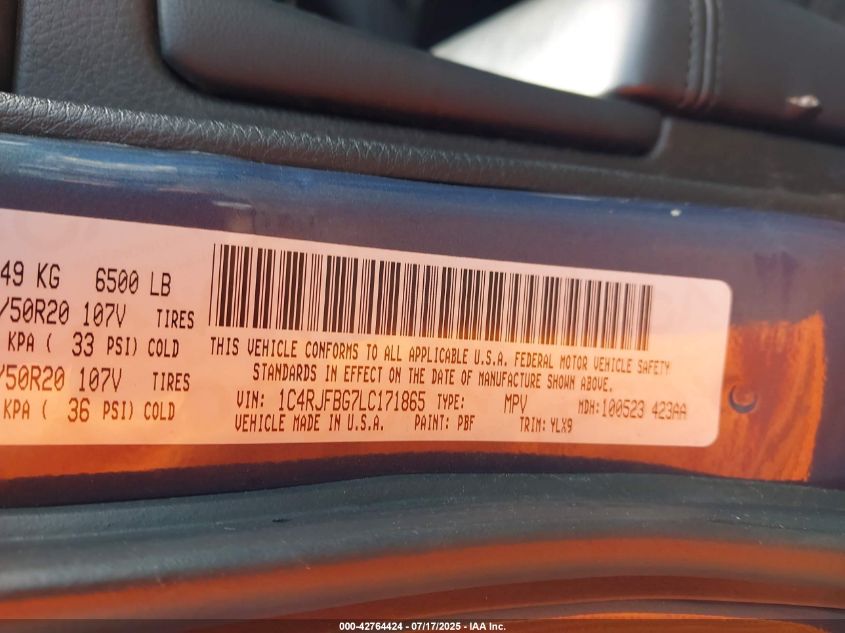 49 KG 6500 LB
/50R20 107V TIRES
KPA ( 33 PSI) COLD
/50R20 107V TIRES
KPA ( 36 PSI) COLD
THIS VEHICLE CONFORMS TO ALL APPLICABLE U.S.A. FEDERAL MOTOR VEHICLE SAFETY
STANDARDS IN EFFECT ON THE DATE OF MANUFACTURE SHOWN ABOVE.
VIN: 1C4RJFBG7LC171865 TYPE: MPV MDH:100523 423AA
VEHICLE MADE IN U.S.A. PAINT: PBF TRIM: YLX9
000-42764424 - 07/17/2025 - IAA Inc.